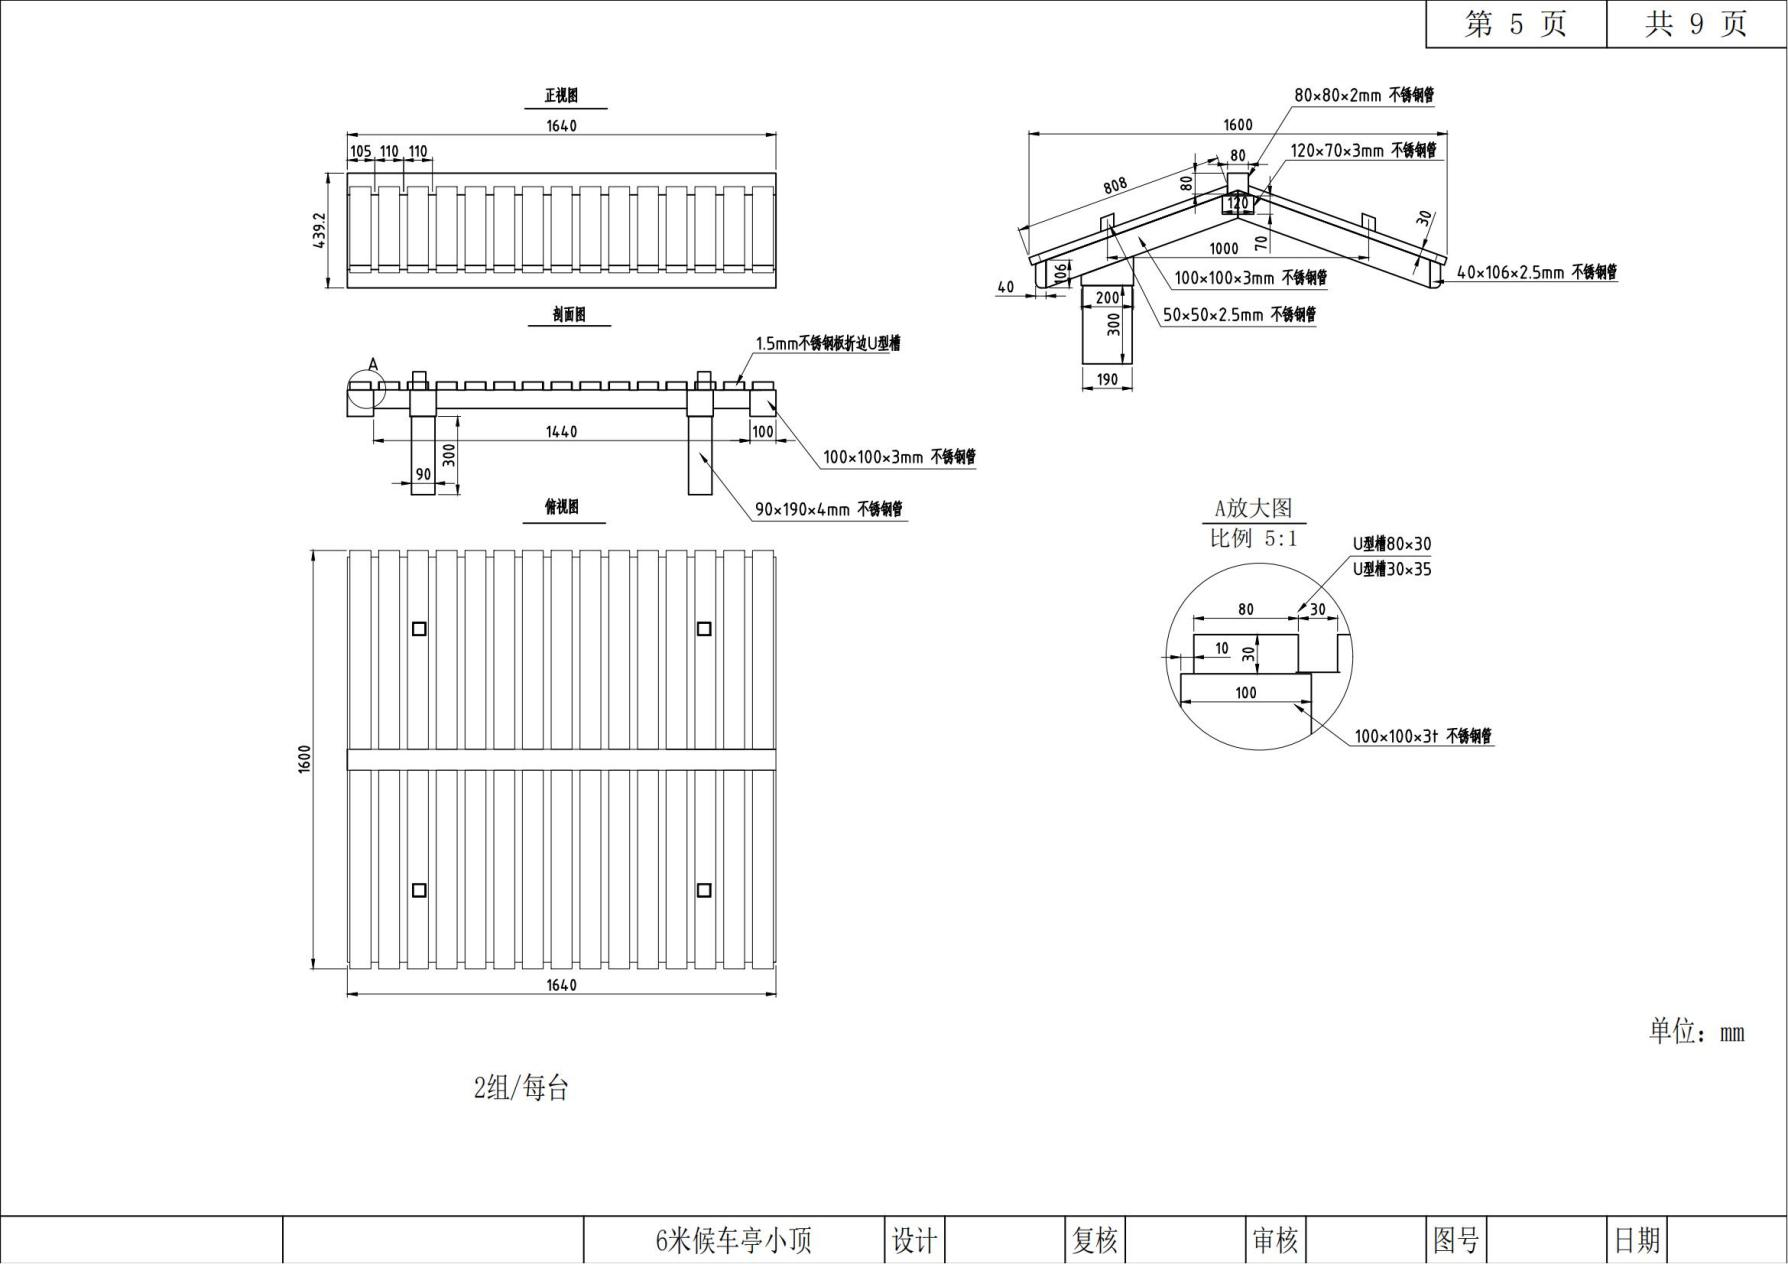 第 5 页
共 9 页
正视图
1640
105
110
110
439.2
剖面图
1.5mm不锈钢板折边U型槽
A
1440
100
300
90
100×100×3mm 不锈钢管
90×190×4mm 不锈钢管
俯视图
1600
1640
2组/每台
80×80×2mm 不锈钢管
1600
120×70×3mm 不锈钢管
80
808
80
120
30
70
1000
106
40×106×2.5mm 不锈钢管
100×100×3mm 不锈钢管
40
200
50×50×2.5mm 不锈钢管
300
190
A放大图
比例 5:1
U型槽80×30
U型槽30×35
80
30
10
30
100
100×100×3t 不锈钢管
单位：mm
6米候车亭小顶
设计
复核
审核
图号
日期